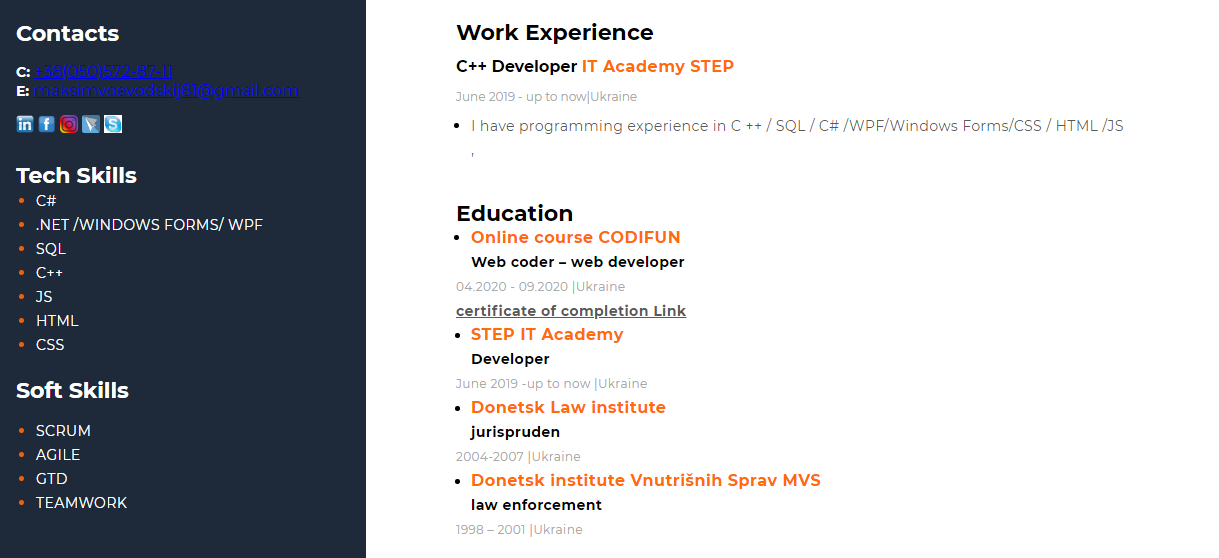 Contacts
C: +38(050)572-87-11
E: maksimvoevodskij81@gmail.com
Tech Skills
C#
.NET /WINDOWS FORMS/ WPF
SQL
C++
JS
HTML
CSS
Soft Skills
SCRUM
AGILE
GTD
TEAMWORK
Work Experience
C++ Developer IT Academy STEP
June 2019 - up to now|Ukraine
I have programming experience in C ++ / SQL / C# /WPF/Windows Forms/CSS / HTML /JS
,
Education
Online course CODIFUN
Web coder – web developer
04.2020 - 09.2020 |Ukraine
certificate of completion Link
STEP IT Academy
Developer
June 2019 -up to now |Ukraine
Donetsk Law institute
jurispruden
2004-2007 |Ukraine
Donetsk institute Vnutrišnih Sprav MVS
law enforcement
1998 – 2001 |Ukraine